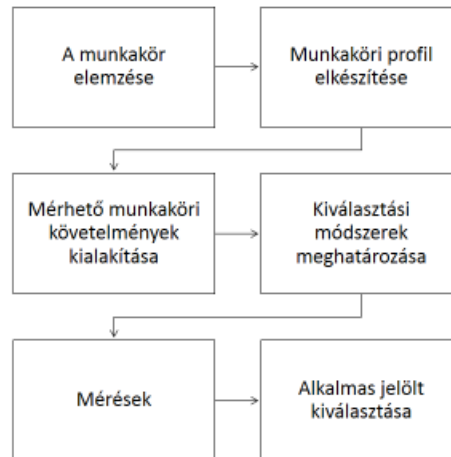 A munkakör
elemzése
Munkaköri profil
elkészítése
Mérhető munkaköri
követelmények
kialakítása
Kiválasztási
módszerek
meghatározása
Mérések
Alkalmas jelölt
kiválasztása